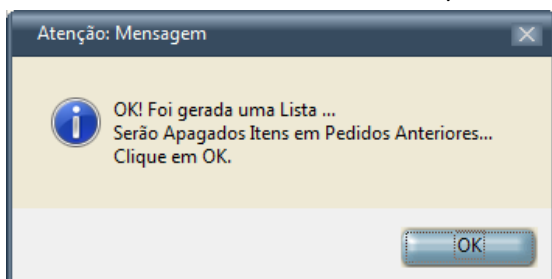 Atenção: Mensagem
OK! Foi gerada uma Lista ...
Serão Apagados Itens em Pedidos Anteriores...
Clique em OK.
OK